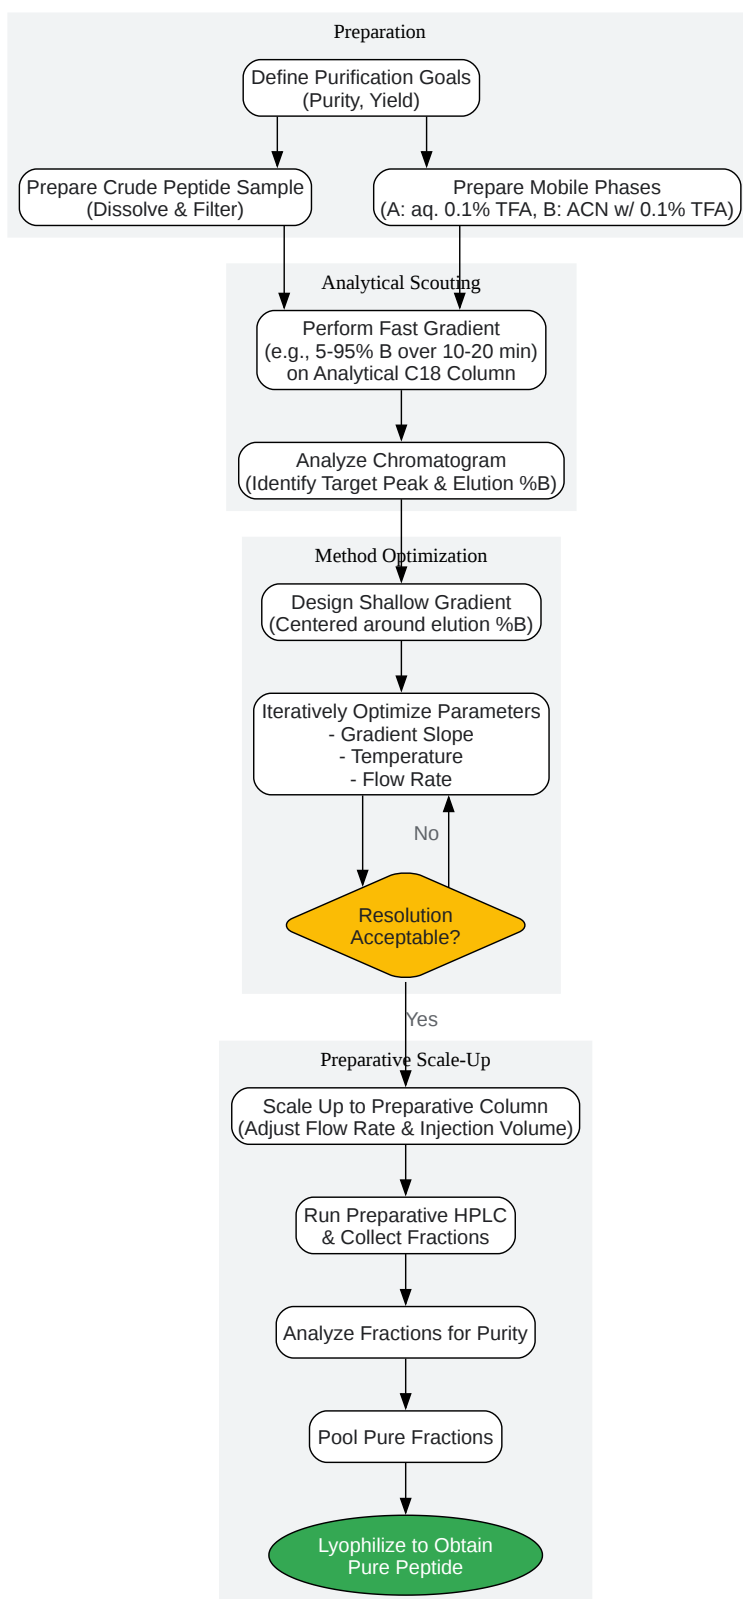 Preparation
Define Purification Goals
(Purity, Yield)
Prepare Crude Peptide Sample
(Dissolve & Filter)
Prepare Mobile Phases
(A: aq. 0.1% TFA, B: ACN w/ 0.1% TFA)
Analytical Scouting
Perform Fast Gradient
(e.g., 5-95% B over 10-20 min)
on Analytical C18 Column
Analyze Chromatogram
(Identify Target Peak & Elution %B)
Method Optimization
Design Shallow Gradient
(Centered around elution %B)
Iteratively Optimize Parameters
- Gradient Slope
- Temperature
- Flow Rate
No
Resolution
Acceptable?
Yes
Preparative Scale-Up
Scale Up to Preparative Column
(Adjust Flow Rate & Injection Volume)
Run Preparative HPLC
& Collect Fractions
Analyze Fractions for Purity
Pool Pure Fractions
Lyophilize to Obtain
Pure Peptide